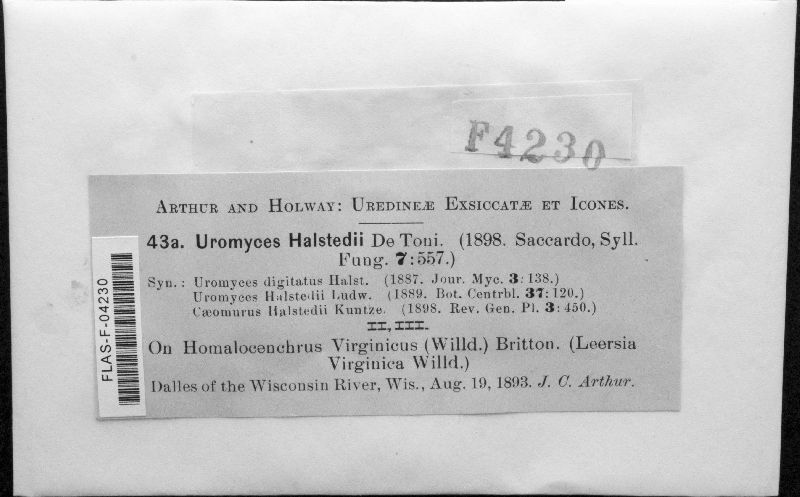 F4230
ARTHUR AND HOLWAY: UREDINEÆ EXSICCATÆ ET ICONES.
43a. Uromyces Halstedii De Toni. (1898. Saccardo, Syll.
Fung. 7:557.)
Syn.: Uromyces digitatus Halst. (1887. Jour. Myc. 3:138.)
Uromyces Halstedii Ludw. (1889. Bot. Centrbl. 37:120.)
Cæomurus Halstedii Kuntze. (1898. Rev. Gen. Pl. 3:450.)
II, III.
On Homalocenchrus Virginicus (Willd.) Britton. (Leersia
Virginica Willd.)
Dalles of the Wisconsin River, Wis., Aug. 19, 1893. J. C. Arthur.
FLAS-F-04230